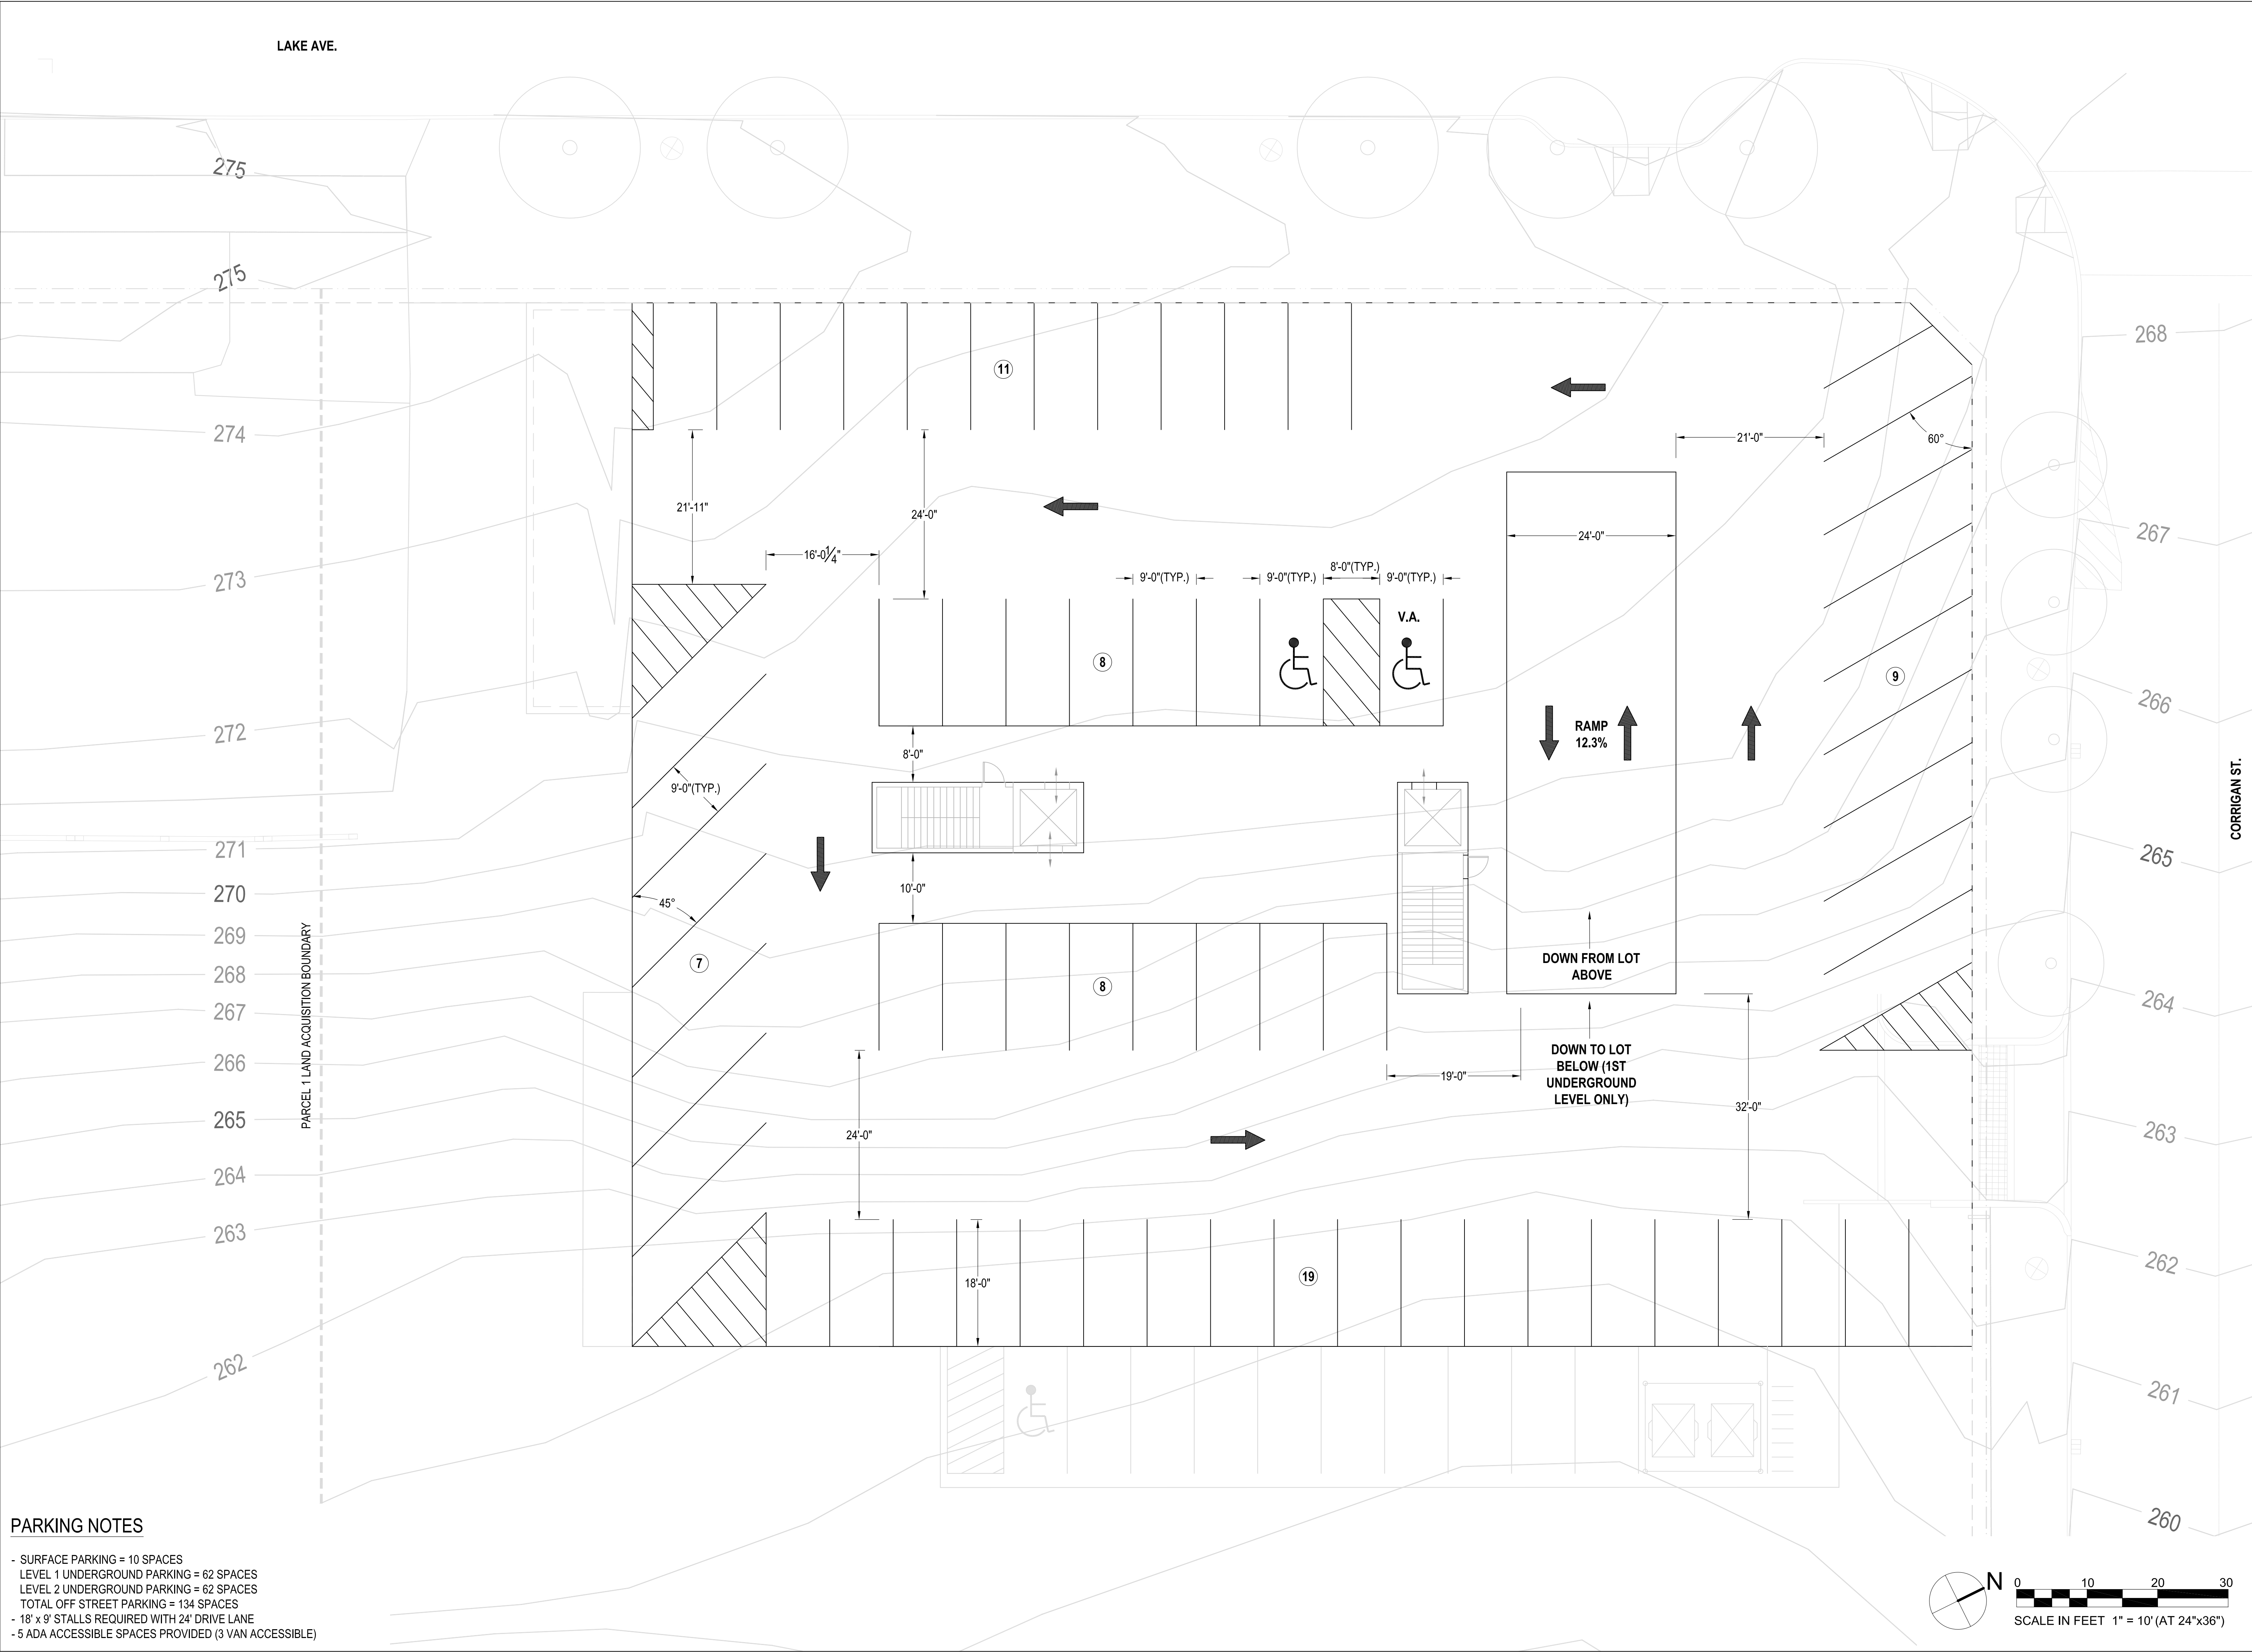 LAKE AVE.
275
275
274
273
272
271
270
269
268
267
266
265
264
263
262
PARCEL 1 LAND ACQUISITION BOUNDARY
11
21'-11"
24'-0"
16'-0 1/4"
9'-0"(TYP.)
9'-0"(TYP.)
8'-0"(TYP.)
9'-0"(TYP.)
V.A.
8
8'-0"
9'-0"(TYP.)
10'-0"
45°
7
8
24'-0"
19'-0"
18'-0"
19
21'-0"
24'-0"
60°
9
RAMP
12.3%
DOWN FROM LOT
ABOVE
DOWN TO LOT
BELOW (1ST
UNDERGROUND
LEVEL ONLY)
32'-0"
268
267
266
265
264
263
262
261
260
CORRIGAN ST.
PARKING NOTES
- SURFACE PARKING = 10 SPACES
LEVEL 1 UNDERGROUND PARKING = 62 SPACES
LEVEL 2 UNDERGROUND PARKING = 62 SPACES
TOTAL OFF STREET PARKING = 134 SPACES
- 18' x 9' STALLS REQUIRED WITH 24' DRIVE LANE
- 5 ADA ACCESSIBLE SPACES PROVIDED (3 VAN ACCESSIBLE)
N
0 10 20 30
SCALE IN FEET 1" = 10' (AT 24"x36")